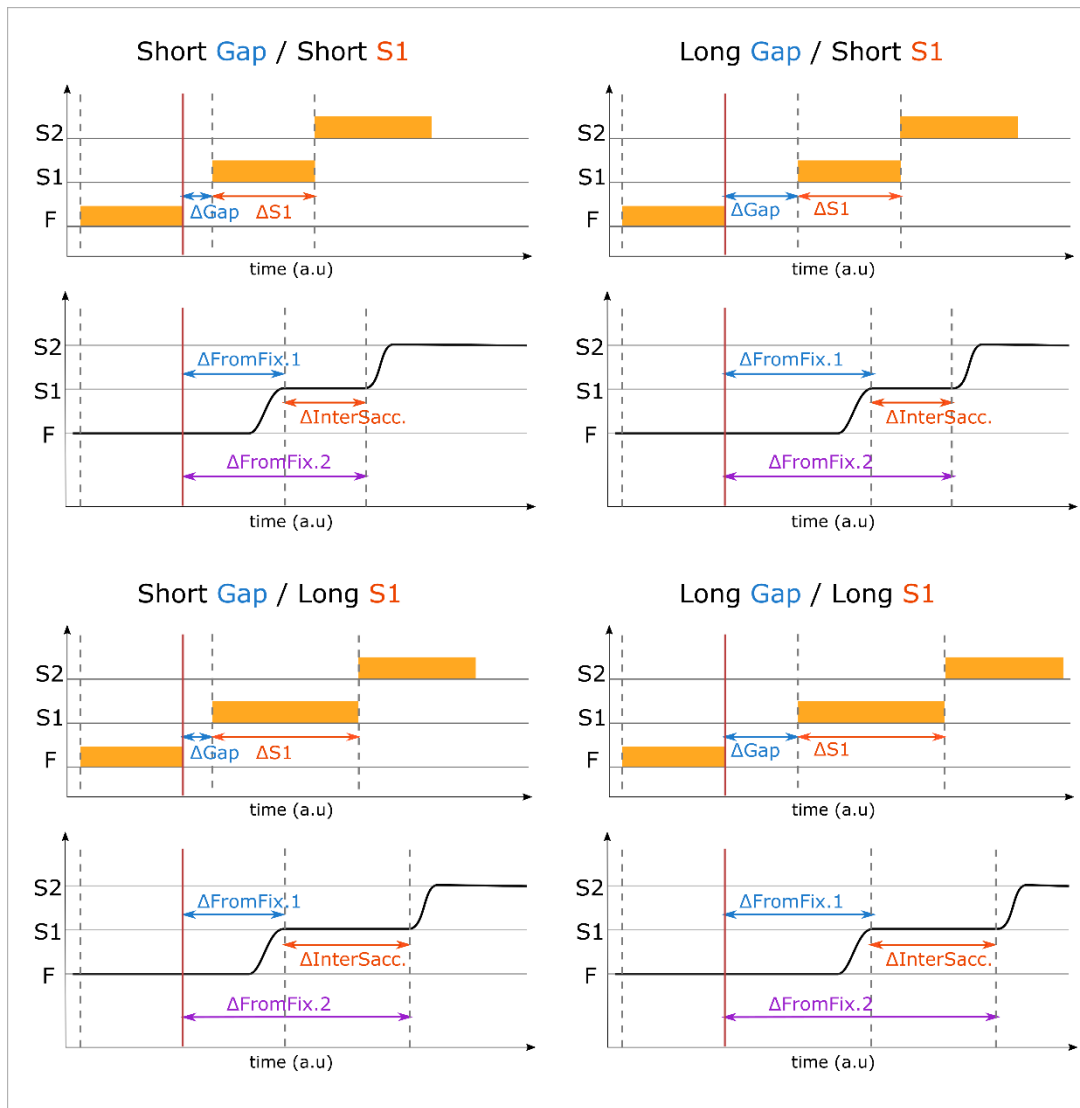 Short Gap / Short S1
S2
S1
F
ΔGap
ΔS1
time (a.u)
S2
S1
F
ΔFromFix.1
ΔInterSacc.
ΔFromFix.2
time (a.u)
Long Gap / Short S1
S2
S1
F
ΔGap
ΔS1
time (a.u)
S2
S1
F
ΔFromFix.1
ΔInterSacc.
ΔFromFix.2
time (a.u)
Short Gap / Long S1
S2
S1
F
ΔGap
ΔS1
time (a.u)
S2
S1
F
ΔFromFix.1
ΔInterSacc.
ΔFromFix.2
time (a.u)
Long Gap / Long S1
S2
S1
F
ΔGap
ΔS1
time (a.u)
S2
S1
F
ΔFromFix.1
ΔInterSacc.
ΔFromFix.2
time (a.u)